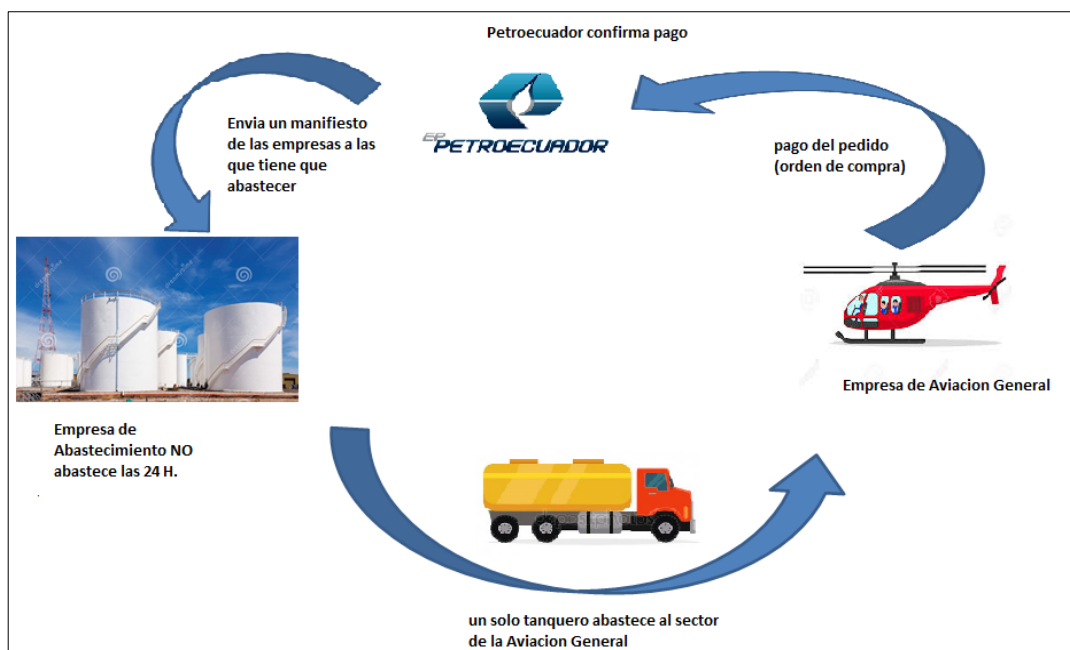 Petroecuador confirma pago
Envia un manifiesto
de las empresas a las
que tiene que
abastecer
EP
PETROECUADOR
pago del pedido
(orden de compra)
Empresa de Aviacion General
Empresa de
Abastecimiento NO
abastece las 24 H.
un solo tanquero abastece al sector
de la Aviacion General